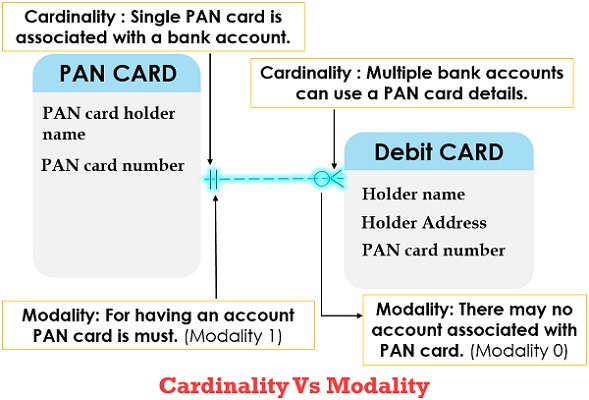 Cardinality : Single PAN card is
associated with a bank account.
PAN CARD
PAN card holder
name
PAN card number
Cardinality : Multiple bank accounts
can use a PAN card details.
Debit CARD
Holder name
Holder Address
PAN card number
Modality: For having an account
PAN card is must. (Modality 1)
Modality: There may no
account associated with
PAN card. (Modality 0)
Cardinality Vs Modality